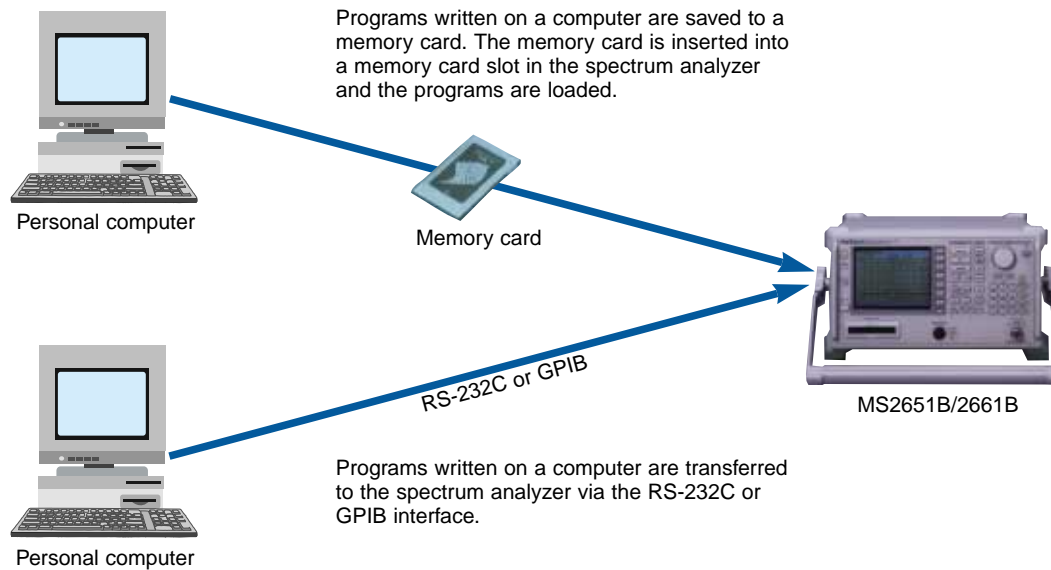 Programs written on a computer are saved to a
memory card. The memory card is inserted into
a memory card slot in the spectrum analyzer
and the programs are loaded.
Personal computer
Memory card
RS-232C or GPIB
MS2651B/2661B
Programs written on a computer are transferred
to the spectrum analyzer via the RS-232C or
GPIB interface.
Personal computer